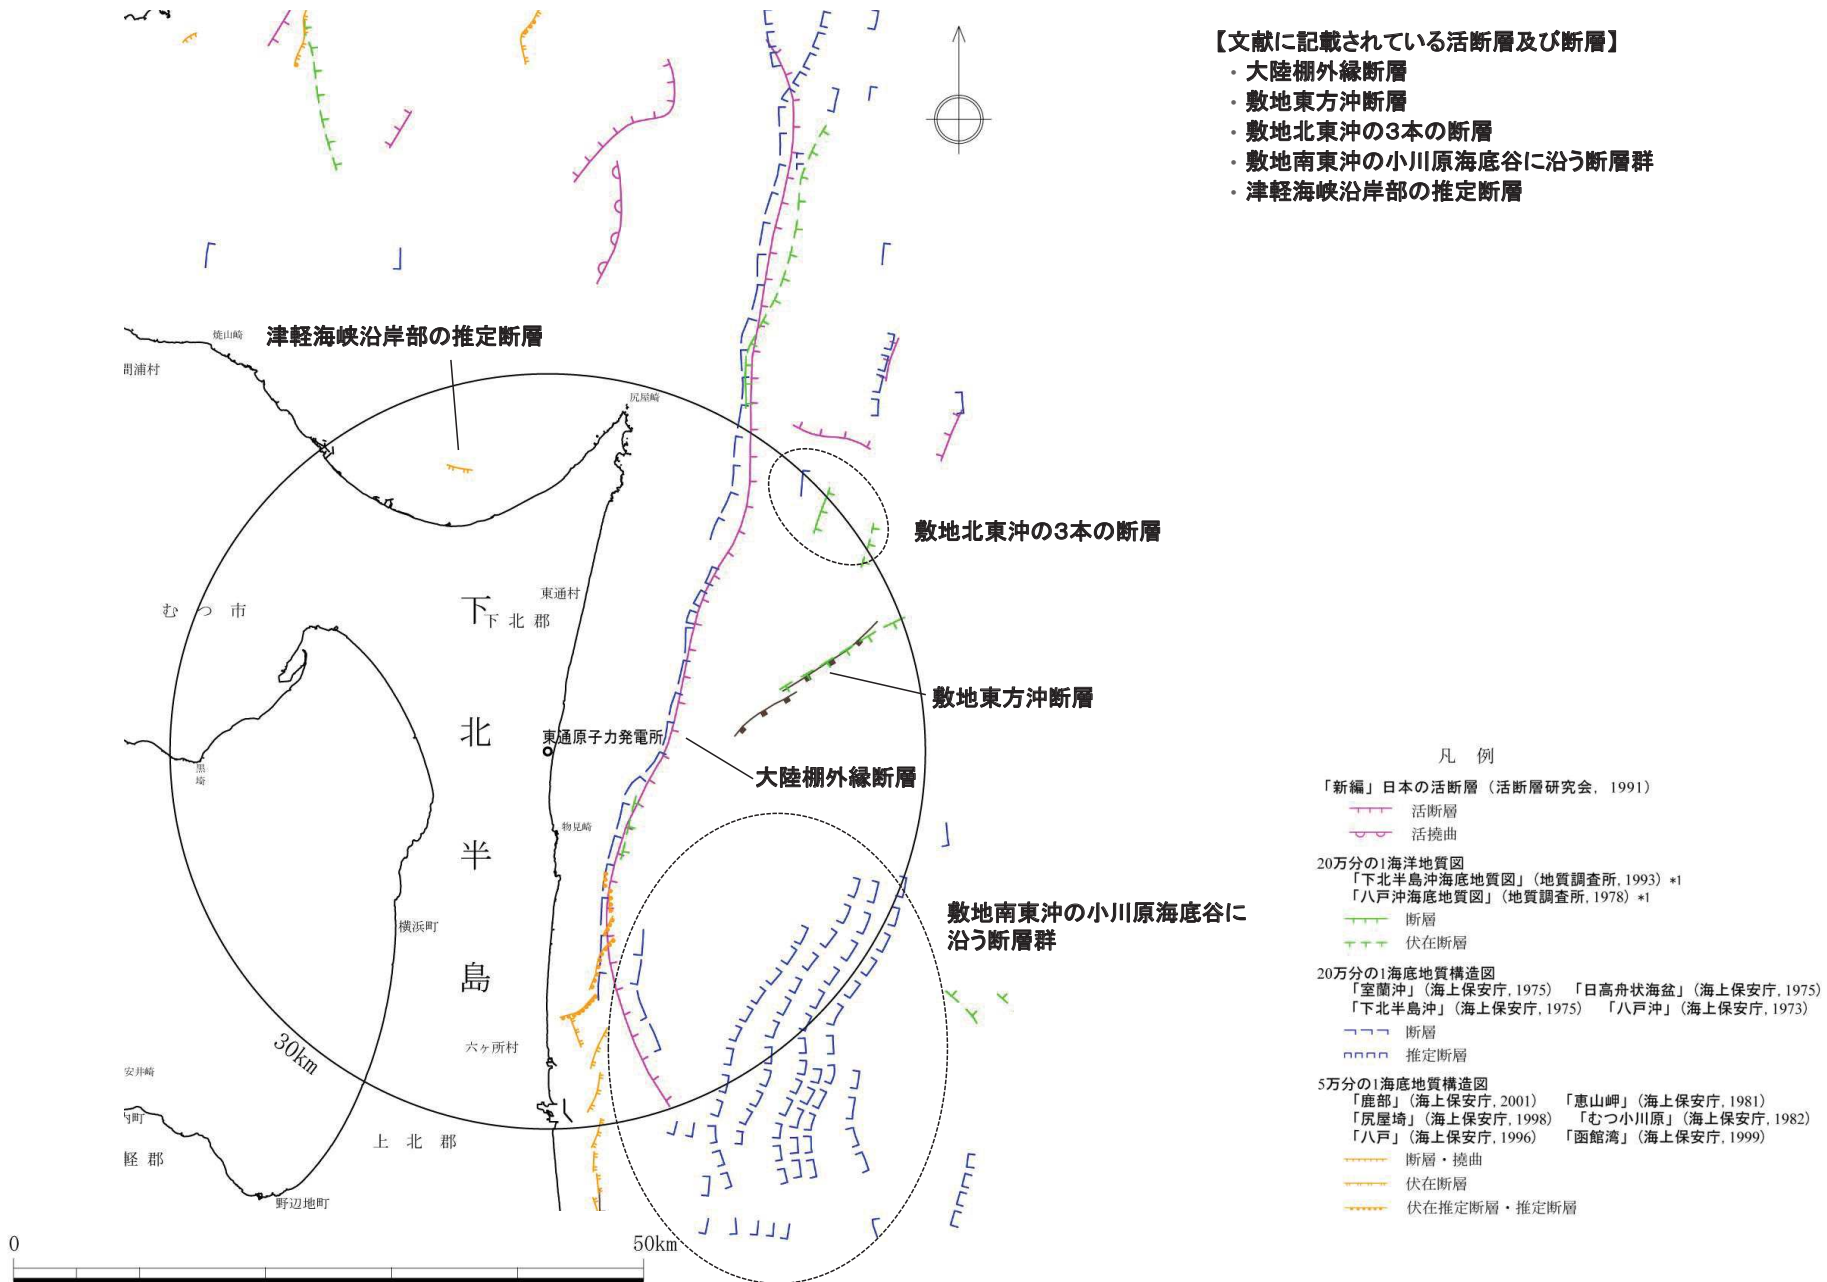 【文献に記載されている活断層及び断層】
・大陸棚外縁断層
・敷地東方沖断層
・敷地北東沖の3本の断層
・敷地南東沖の小川原海底谷に沿う断層群
・津軽海峡沿岸部の推定断層
津軽海峡沿岸部の推定断層
焼山崎
間浦村
尻屋崎
敷地北東沖の3本の断層
東通村
むつ市
下北郡
敷地東方沖断層
下北半島
東通原子力発電所
大陸棚外縁断層
黒埼
物見崎
敷地南東沖の小川原海底谷に
沿う断層群
横浜町
30km
六ヶ所村
安井崎
内町
上北郡
軽郡
野辺地町
0
50km
凡例
「新編」日本の活断層（活断層研究会, 1991）
活断層
活撓曲
20万分の1海洋地質図
「下北半島沖海底地質図」（地質調査所, 1993）*1
「八戸沖海底地質図」（地質調査所, 1978）*1
断層
伏在断層
20万分の1海底地質構造図
「室蘭沖」（海上保安庁, 1975） 「日高舟状海盆」（海上保安庁, 1975）
「下北半島沖」（海上保安庁, 1975） 「八戸沖」（海上保安庁, 1973）
断層
推定断層
5万分の1海底地質構造図
「鹿部」（海上保安庁, 2001） 「恵山岬」（海上保安庁, 1981）
「尻屋埼」（海上保安庁, 1998） 「むつ小川原」（海上保安庁, 1982）
「八戸」（海上保安庁, 1996） 「函館湾」（海上保安庁, 1999）
断層・撓曲
伏在断層
伏在推定断層・推定断層